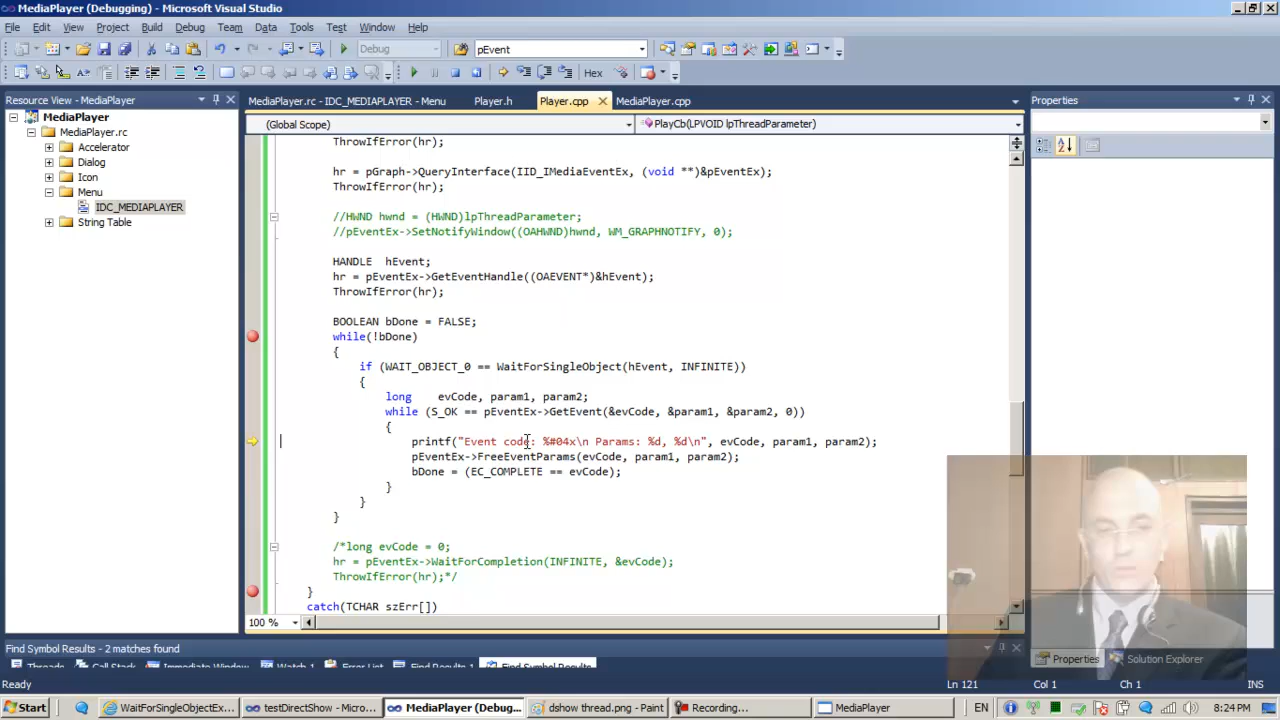 MediaPlayer (Debugging) - Microsoft Visual Studio
File Edit View Project Build Debug Team Data Tools Test Window Help
Debug pEvent
Hex
Resource View - MediaPlayer
MediaPlayer.rc - IDC_MEDIAPLAYER - Menu Player.h Player.cpp MediaPlayer.cpp
Properties
MediaPlayer
MediaPlayer.rc
Accelerator
Dialog
Icon
Menu
IDC_MEDIAPLAYER
String Table
(Global Scope) PlayCb(LPVOID lpThreadParameter)
ThrowIfError(hr);
hr = pGraph->QueryInterface(IID_IMediaEventEx, (void **)&pEventEx);
ThrowIfError(hr);
//HWND hwnd = (HWND)lpThreadParameter;
//pEventEx->SetNotifyWindow((OAHWND)hwnd, WM_GRAPHNOTIFY, 0);
HANDLE hEvent;
hr = pEventEx->GetEventHandle((OAEVENT*)&hEvent);
ThrowIfError(hr);
BOOLEAN bDone = FALSE;
while(!bDone)
{
if (WAIT_OBJECT_0 == WaitForSingleObject(hEvent, INFINITE))
{
long evCode, param1, param2;
while (S_OK == pEventEx->GetEvent(&evCode, &param1, &param2, 0))
{
printf("Event code: %#04x\n Params: %d, %d\n", evCode, param1, param2);
pEventEx->FreeEventParams(evCode, param1, param2);
bDone = (EC_COMPLETE == evCode);
}
}
}
/*long evCode = 0;
hr = pEventEx->WaitForCompletion(INFINITE, &evCode);
ThrowIfError(hr);*/
}
catch(TCHAR szErr[])
100 %
Find Symbol Results - 2 matches found
Threads Call Stack Immediate Window Watch 1 Error List Find Results 1 Find Symbol Results
Properties Solution Explorer
Ready Ln 121 Col 1 Ch 1 INS
Start WaitForSingleObjectEx... testDirectShow - Micros... MediaPlayer (Debug... dshow thread.png - Paint Recording... MediaPlayer EN 8:24 PM